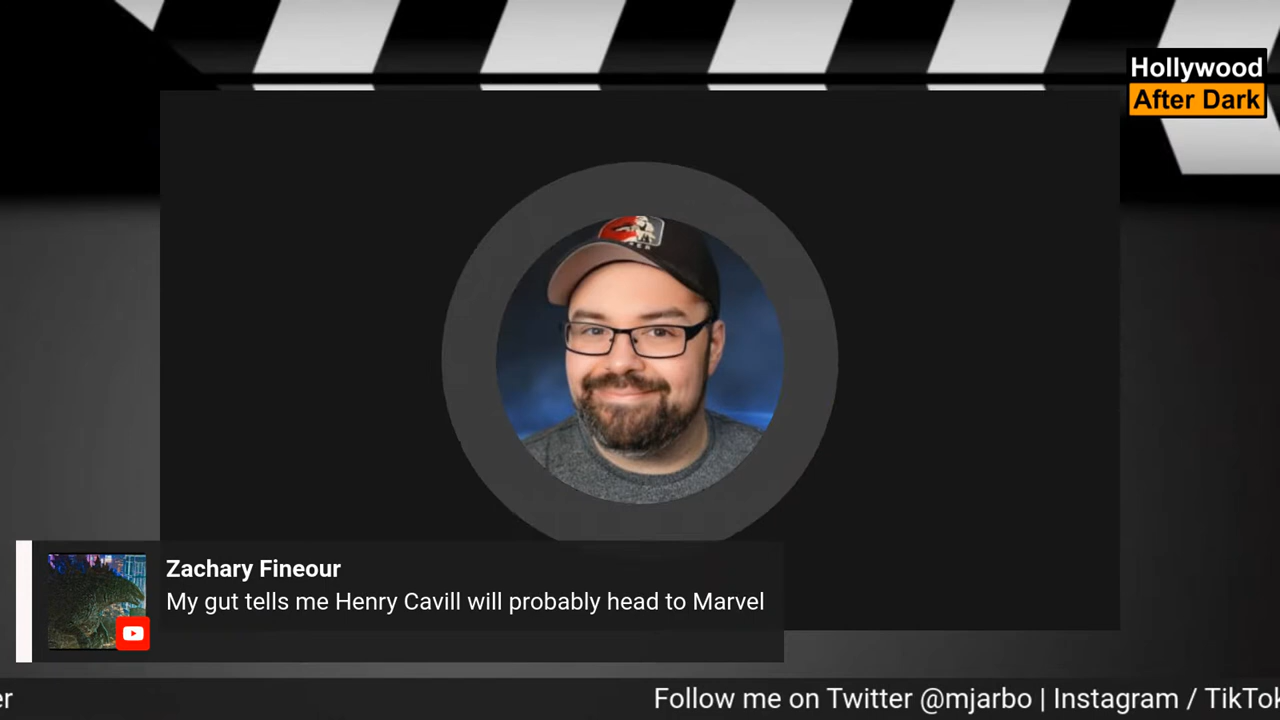 Hollywood
After Dark
Zachary Fineour
My gut tells me Henry Cavill will probably head to Marvel
er
Follow me on Twitter @mjarbo | Instagram / TikTok